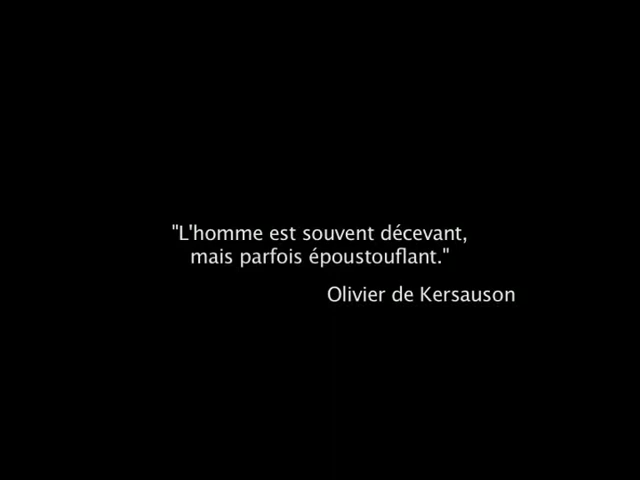 "L'homme est souvent décevant,
mais parfois époustouflant."
Olivier de Kersauson